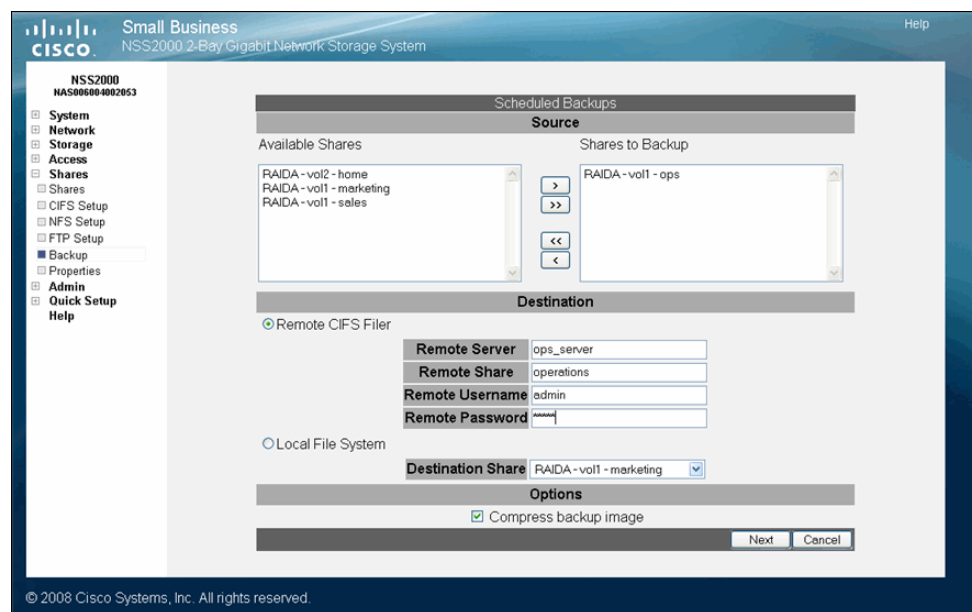 CISCO
Small Business
NSS2000 2-Bay Gigabit Network Storage System
Help
NSS2000
NAS006004002053
System
Network
Storage
Access
Shares
Shares
CIFS Setup
NFS Setup
FTP Setup
Backup
Properties
Admin
Quick Setup
Help
Scheduled Backups
Source
Available Shares
Shares to Backup
RAIDA - vol2 - home
RAIDA - vol1 - marketing
RAIDA - vol1 - sales
>
>>
<<
<
RAIDA - vol1 - ops
Destination
Remote CIFS Filer
Remote Server ops_server
Remote Share operations
Remote Username admin
Remote Password *****
Local File System
Destination Share RAIDA - vol1 - marketing
Options
Compress backup image
Next Cancel
© 2008 Cisco Systems, Inc. All rights reserved.